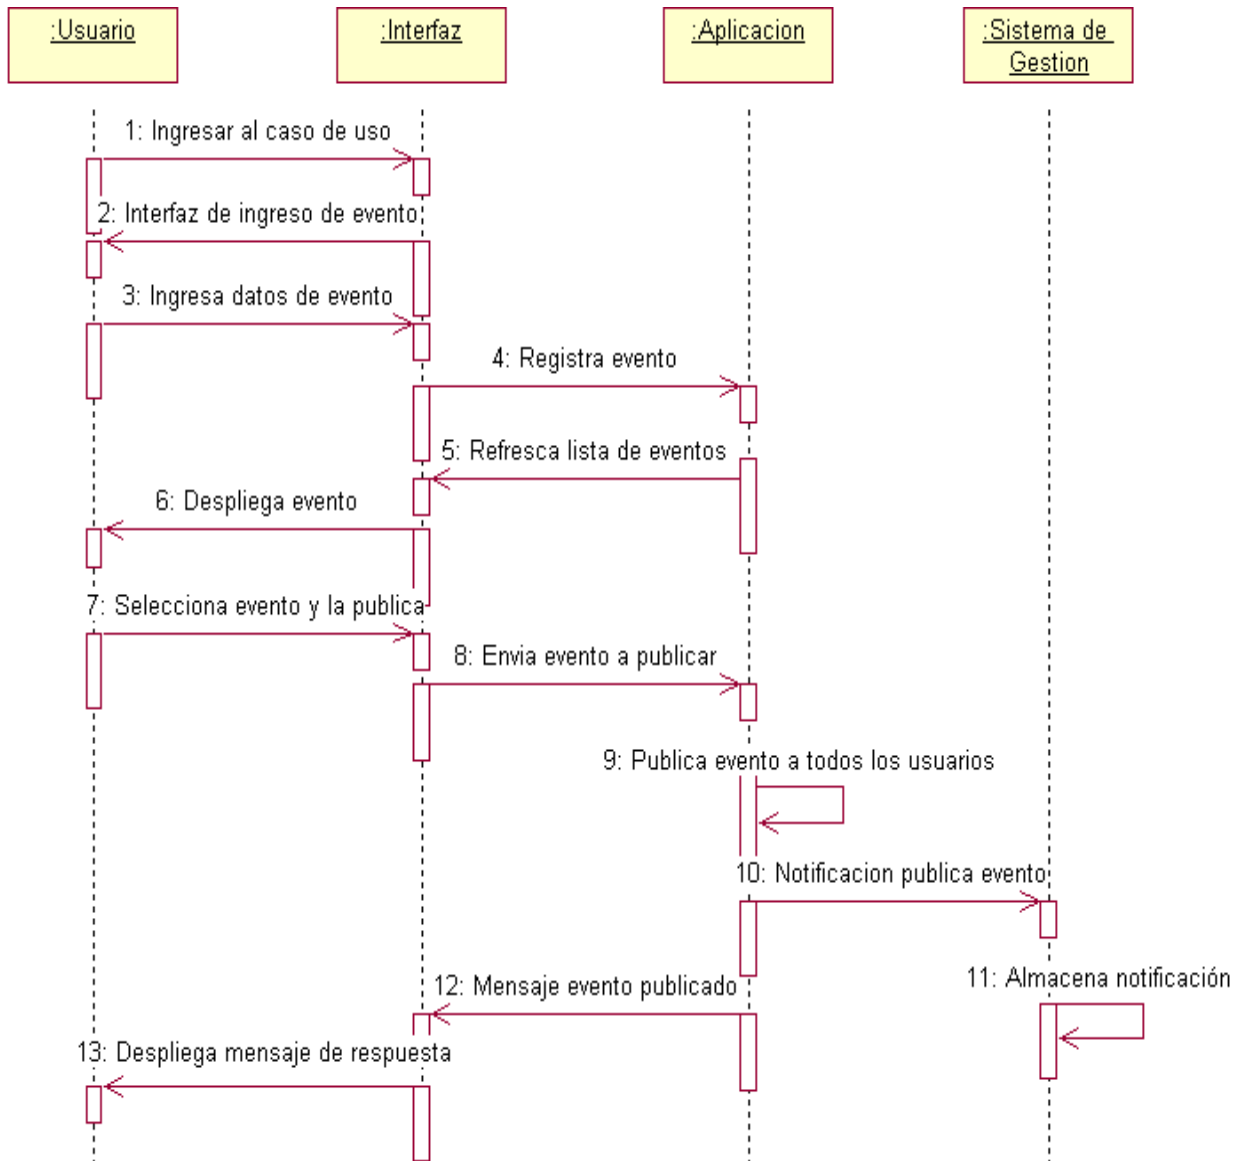 :Usuario
:Interfaz
:Aplicacion
:Sistema de
Gestion
1: Ingresar al caso de uso
2: Interfaz de ingreso de evento
3: Ingresa datos de evento
4: Registra evento
5: Refresca lista de eventos
6: Despliega evento
7: Selecciona evento y la publica
8: Envia evento a publicar
9: Publica evento a todos los usuarios
10: Notificacion publica evento
11: Almacena notificación
12: Mensaje evento publicado
13: Despliega mensaje de respuesta